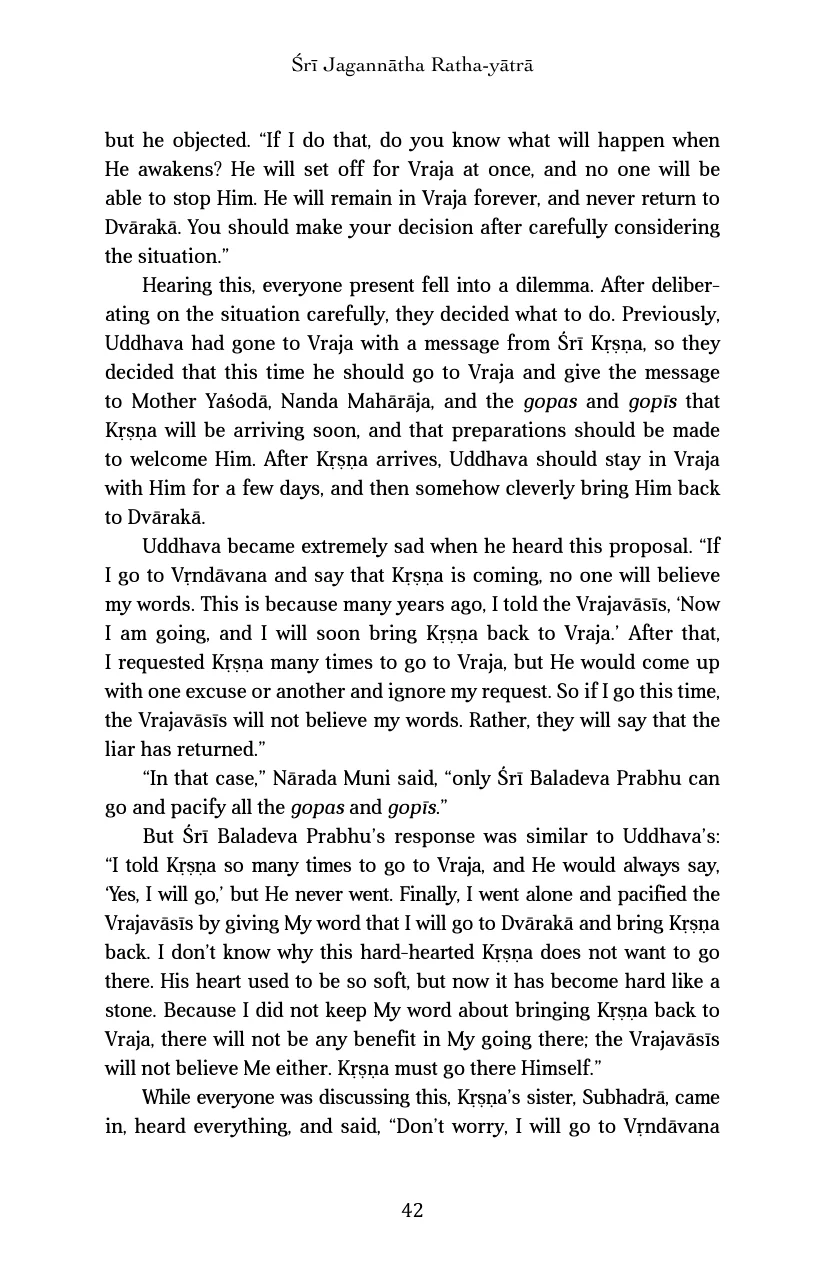 Śrī Jagannātha Ratha-yātrā
but he objected. “If I do that, do you know what will happen when
He awakens? He will set off for Vraja at once, and no one will be
able to stop Him. He will remain in Vraja forever, and never return to
Dvārakā. You should make your decision after carefully considering
the situation.”
Hearing this, everyone present fell into a dilemma. After deliber-
ating on the situation carefully, they decided what to do. Previously,
Uddhava had gone to Vraja with a message from Śrī Kṛṣṇa, so they
decided that this time he should go to Vraja and give the message
to Mother Yaśodā, Nanda Mahārāja, and the gopas and gopīs that
Kṛṣṇa will be arriving soon, and that preparations should be made
to welcome Him. After Kṛṣṇa arrives, Uddhava should stay in Vraja
with Him for a few days, and then somehow cleverly bring Him back
to Dvārakā.
Uddhava became extremely sad when he heard this proposal. “If
I go to Vṛndāvana and say that Kṛṣṇa is coming, no one will believe
my words. This is because many years ago, I told the Vrajavāsīs, ‘Now
I am going, and I will soon bring Kṛṣṇa back to Vraja.’ After that,
I requested Kṛṣṇa many times to go to Vraja, but He would come up
with one excuse or another and ignore my request. So if I go this time,
the Vrajavāsīs will not believe my words. Rather, they will say that the
liar has returned.”
“In that case,” Nārada Muni said, “only Śrī Baladeva Prabhu can
go and pacify all the gopas and gopīs.”
But Śrī Baladeva Prabhu’s response was similar to Uddhava’s:
“I told Kṛṣṇa so many times to go to Vraja, and He would always say,
‘Yes, I will go,’ but He never went. Finally, I went alone and pacified the
Vrajavāsīs by giving My word that I will go to Dvārakā and bring Kṛṣṇa
back. I don’t know why this hard-hearted Kṛṣṇa does not want to go
there. His heart used to be so soft, but now it has become hard like a
stone. Because I did not keep My word about bringing Kṛṣṇa back to
Vraja, there will not be any benefit in My going there; the Vrajavāsīs
will not believe Me either. Kṛṣṇa must go there Himself.”
While everyone was discussing this, Kṛṣṇa’s sister, Subhadrā, came
in, heard everything, and said, “Don’t worry, I will go to Vṛndāvana
42